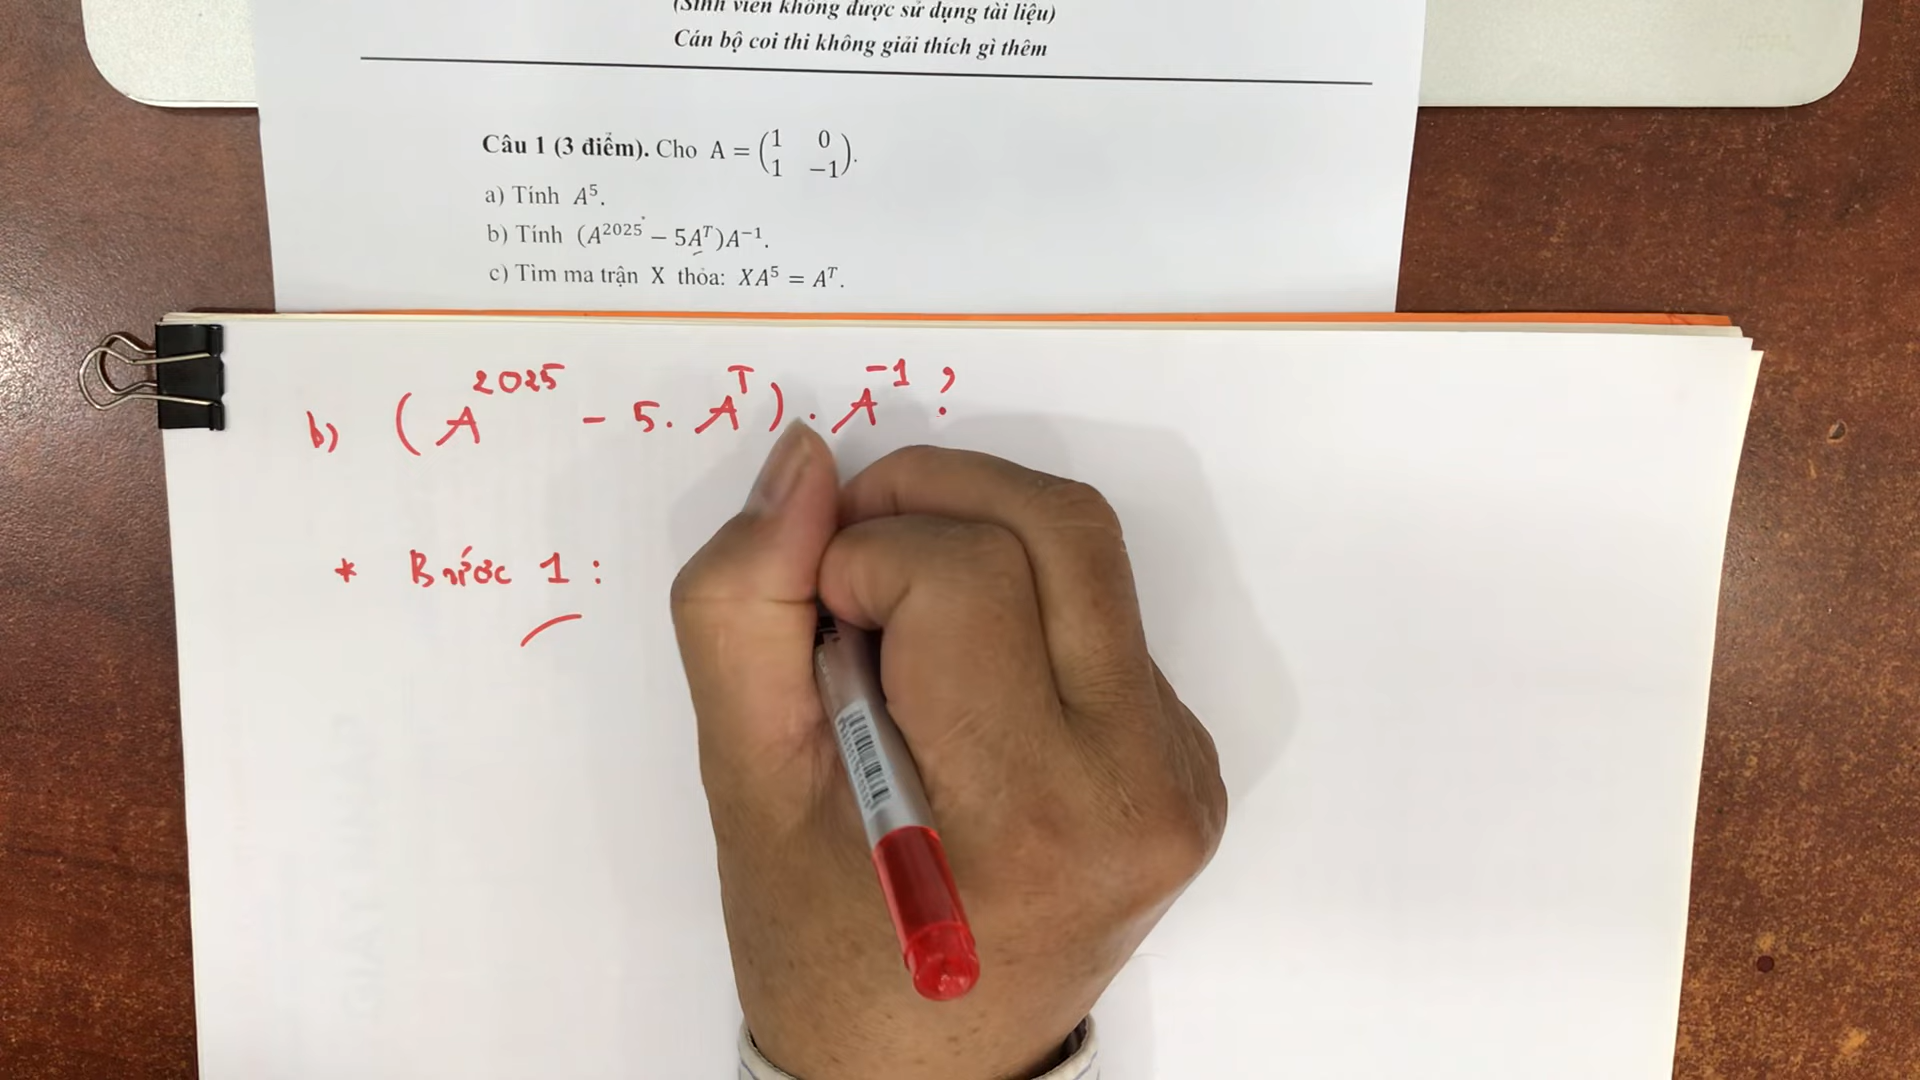 (Sinh viên không được sử dụng tài liệu)
Cán bộ coi thi không giải thích gì thêm
Câu 1 (3 điểm). Cho A = (1 0
1 −1).
a) Tính A⁵.
b) Tính (A²⁰²⁵ − 5Aᵀ)A⁻¹.
c) Tìm ma trận X thỏa: XA⁵ = Aᵀ.
b) (A²⁰²⁵ - 5. Aᵀ) . A⁻¹ ?
* Bước 1 :